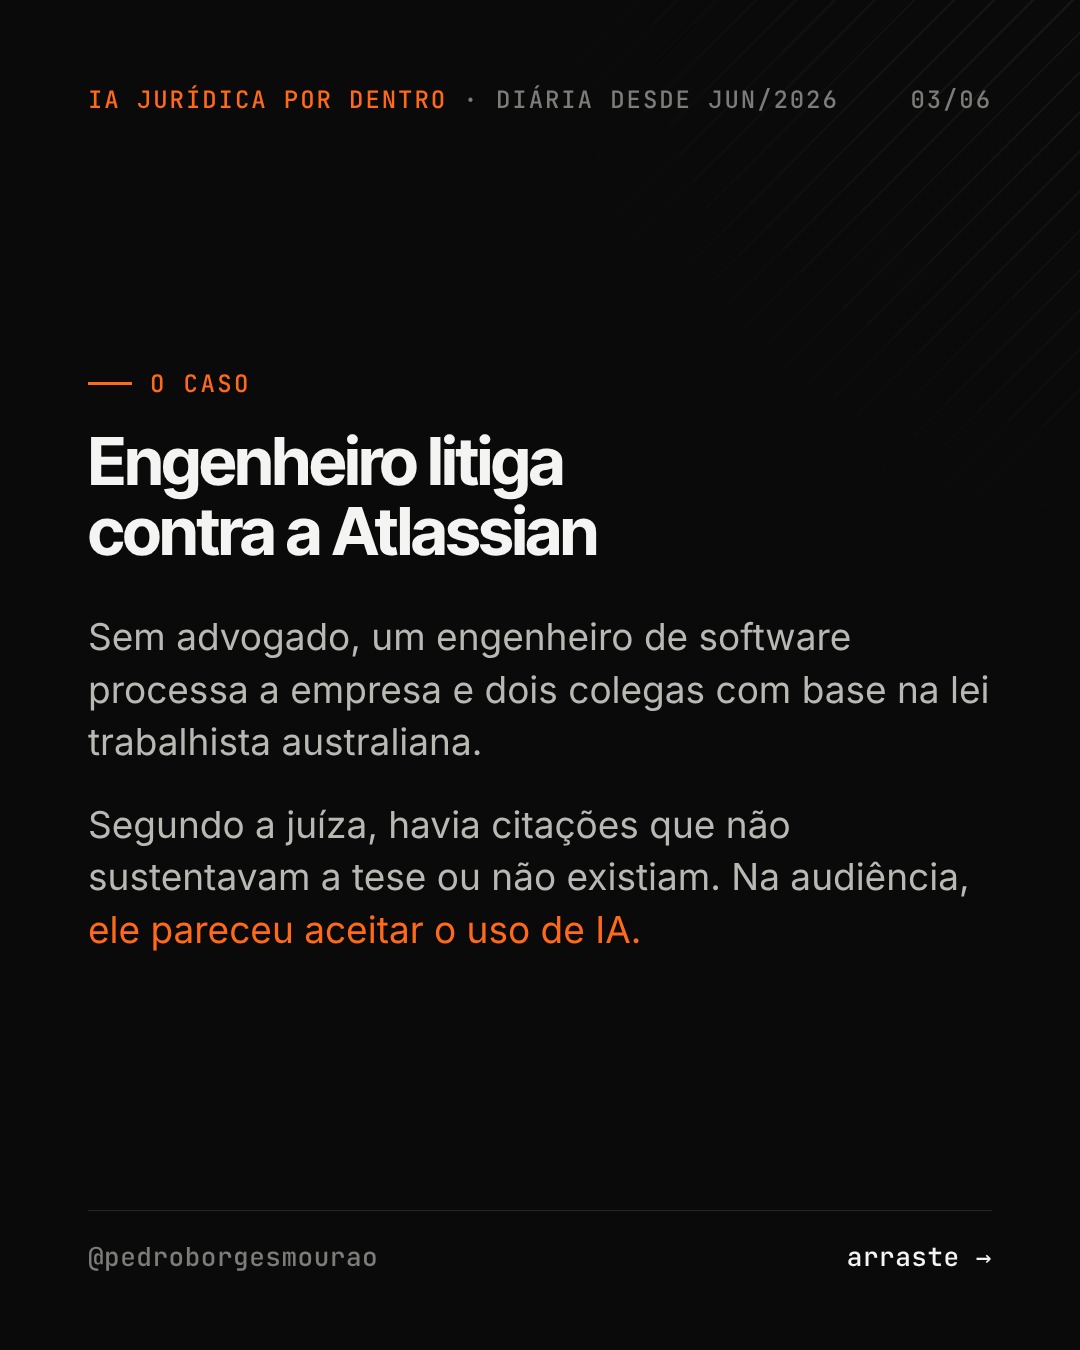 IA JURÍDICA POR DENTRO · DIÁRIA DESDE JUN/2026 03/06
O CASO
Engenheiro litiga
contra a Atlassian
Sem advogado, um engenheiro de software
processa a empresa e dois colegas com base na lei
trabalhista australiana.
Segundo a juíza, havia citações que não
sustentavam a tese ou não existiam. Na audiência,
ele pareceu aceitar o uso de IA.
@pedroborgesmourao arraste →